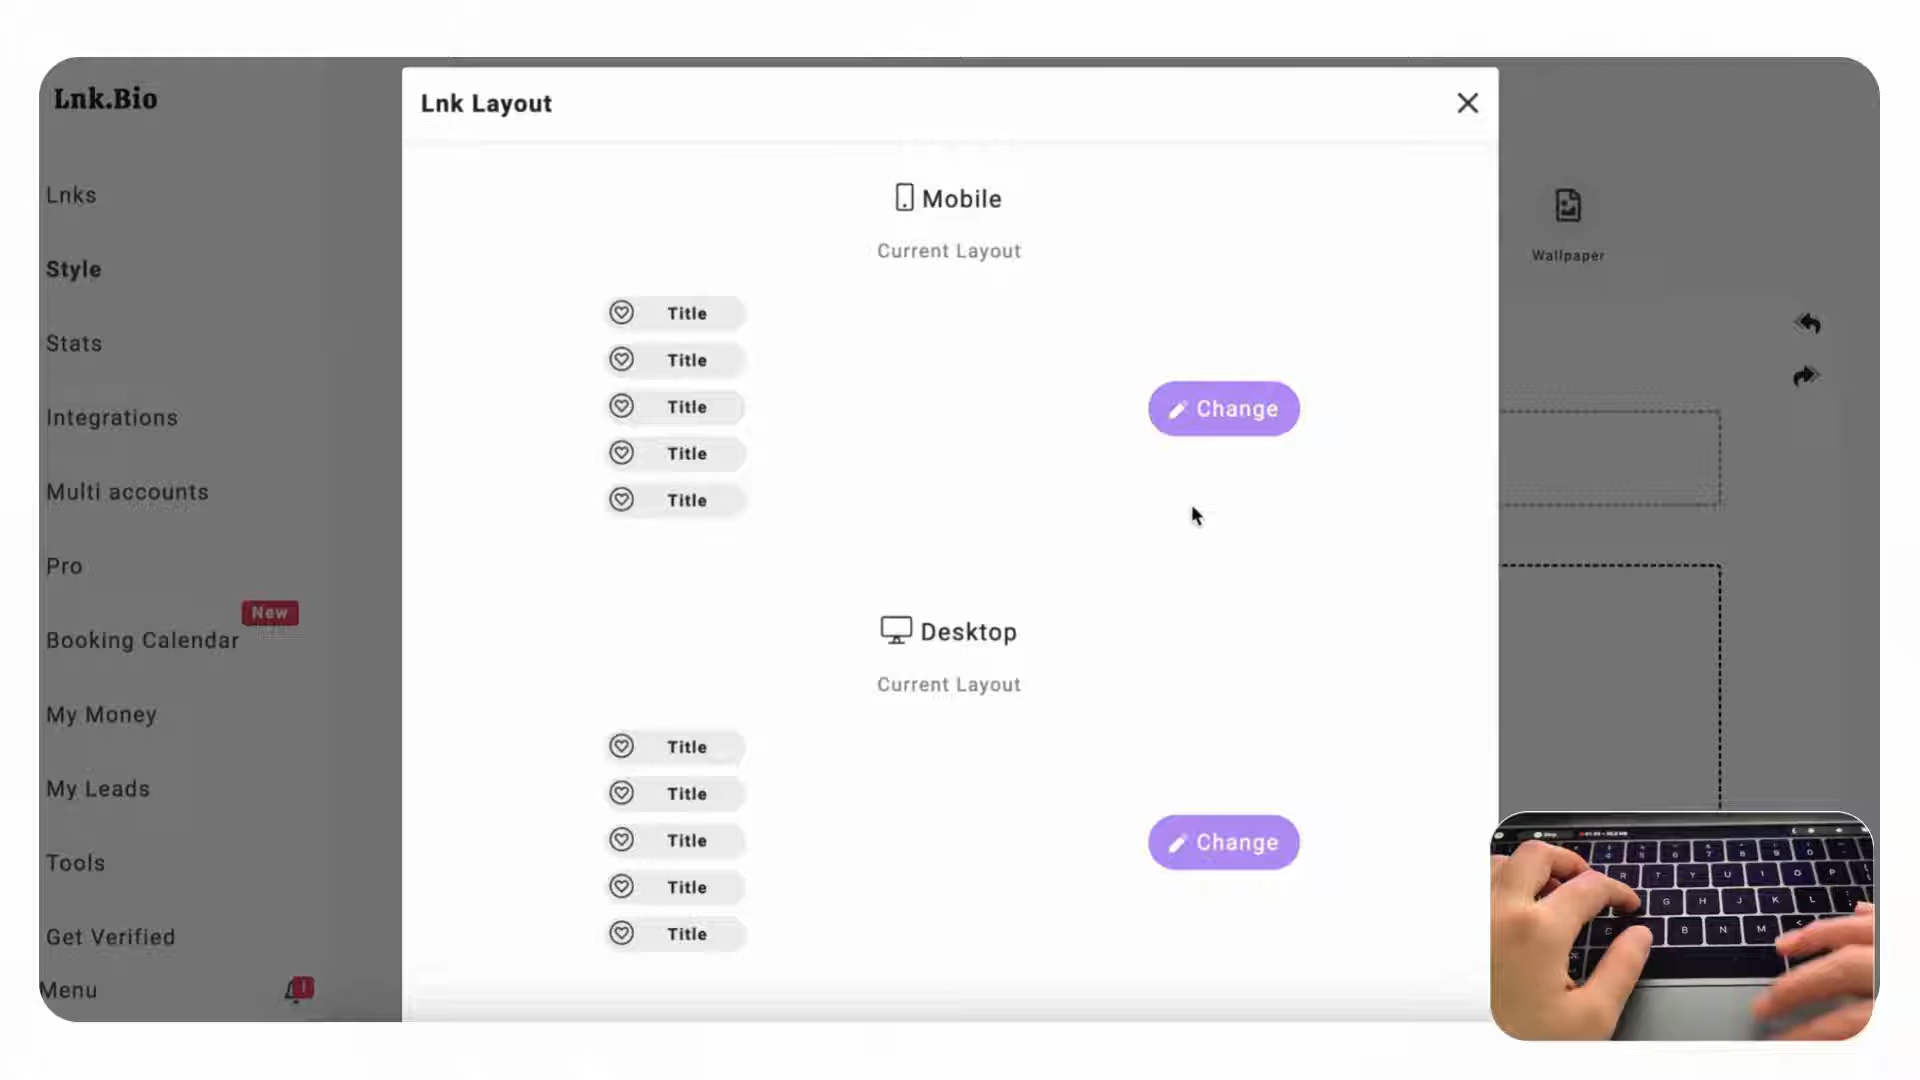 Lnk.Bio
Lnks
Style
Stats
Integrations
Multi accounts
Pro
New
Booking Calendar
My Money
My Leads
Tools
Get Verified
Menu
1
Lnk Layout
Mobile
Current Layout
Title
Title
Title
Title
Title
Change
Desktop
Current Layout
Title
Title
Title
Title
Title
Change
Wallpaper
R T Y U I O P
G H J K L
C B N M